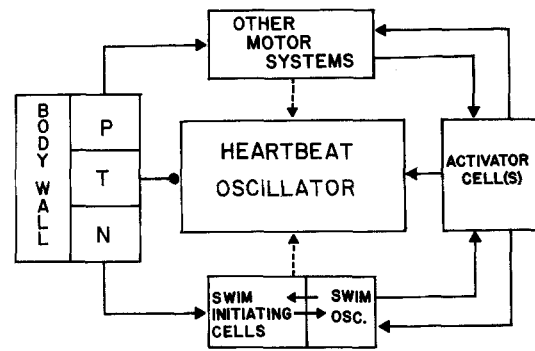 OTHER
MOTOR
SYSTEMS
BODY WALL
P
T
N
HEARTBEAT
OSCILLATOR
ACTIVATOR
CELL(S)
SWIM
INITIATING
CELLS
SWIM
OSC.